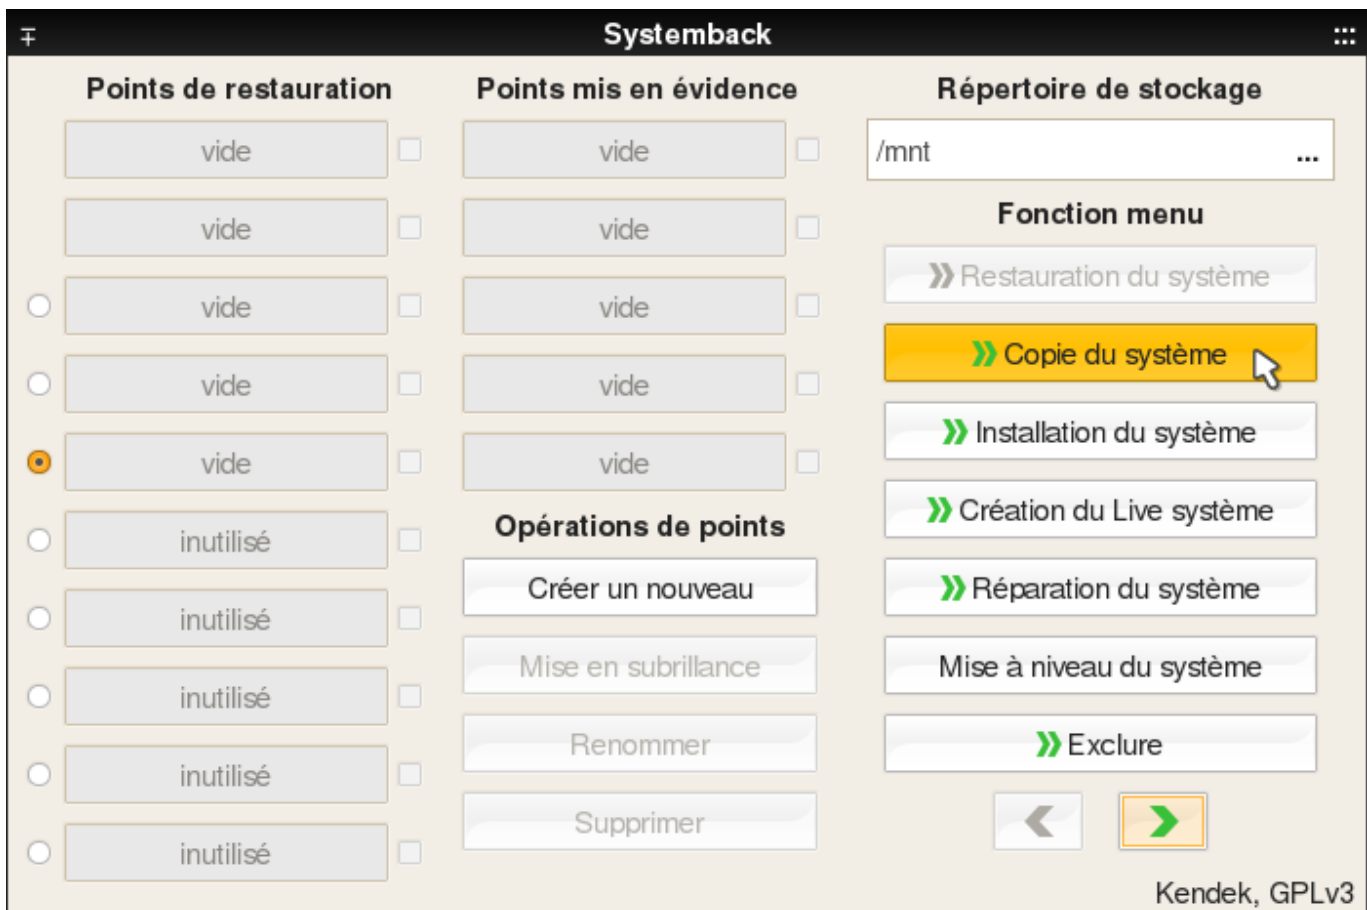 Systemback
Points de restauration
vide
vide
vide
vide
vide
inutilisé
inutilisé
inutilisé
inutilisé
inutilisé
Points mis en évidence
vide
vide
vide
vide
vide
Opérations de points
Créer un nouveau
Mise en subrillance
Renommer
Supprimer
Répertoire de stockage
/mnt ...
Fonction menu
Restauration du système
Copie du système
Installation du système
Création du Live système
Réparation du système
Mise à niveau du système
Exclure
Kendek, GPLv3